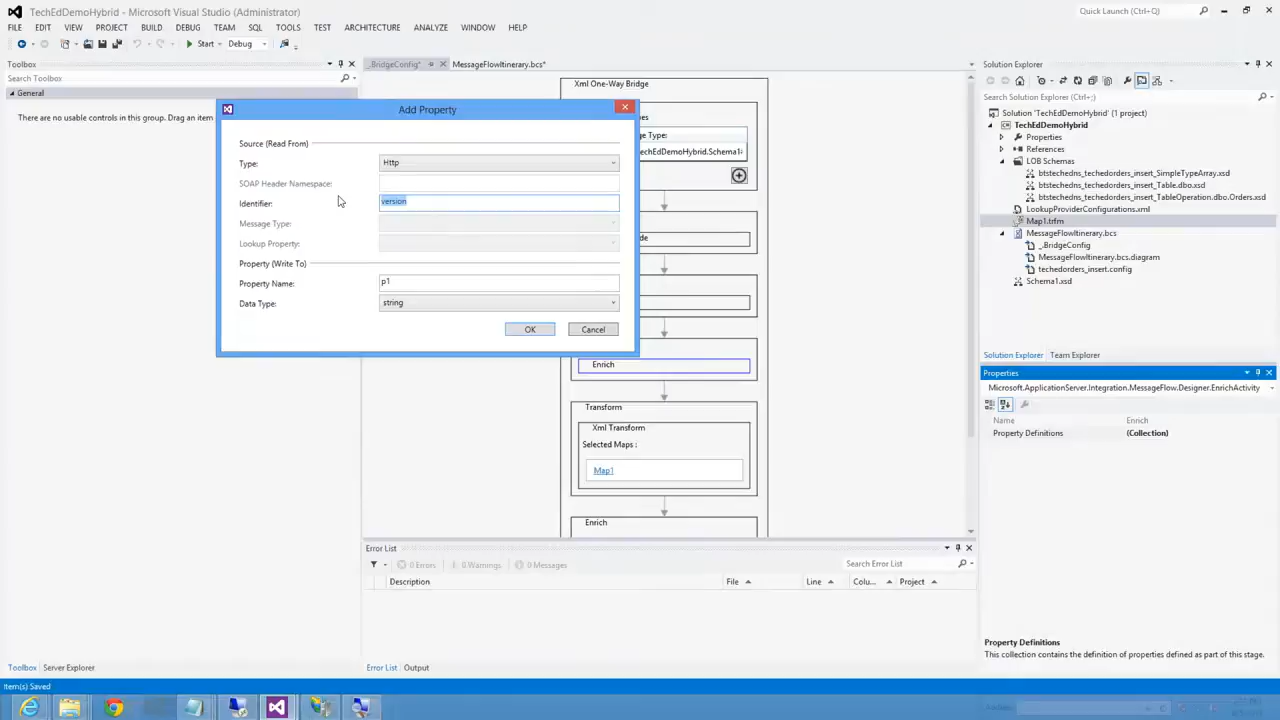 TechEdDemoHybrid - Microsoft Visual Studio (Administrator)
Quick Launch (Ctrl+Q)
FILE EDIT VIEW PROJECT BUILD DEBUG TEAM SQL TOOLS TEST ARCHITECTURE ANALYZE WINDOW HELP
Start Debug
Toolbox
Search Toolbox
General
There are no usable controls in this group. Drag an item
_.BridgeConfig*
MessageFlowItinerary.bcs*
Xml One-Way Bridge
Add Property
Source (Read From)
Type: Http
SOAP Header Namespace:
Identifier: version
Message Type:
Lookup Property:
Property (Write To)
Property Name: p1
Data Type: string
OK Cancel
Enrich
Transform
Xml Transform
Selected Maps :
Map1
Enrich
Error List
0 Errors 0 Warnings 0 Messages
Search Error List
Description File Line Colu... Project
Error List Output
Solution Explorer
Search Solution Explorer (Ctrl+;)
Solution 'TechEdDemoHybrid' (1 project)
TechEdDemoHybrid
Properties
References
LOB Schemas
btstechedns_techedorders_insert_SimpleTypeArray.xsd
btstechedns_techedorders_insert_Table.dbo.xsd
btstechedns_techedorders_insert_TableOperation.dbo.Orders.xsd
LookupProviderConfigurations.xml
Map1.trfm
MessageFlowItinerary.bcs
_.BridgeConfig
MessageFlowItinerary.bcs.diagram
techedorders_insert.config
Schema1.xsd
Solution Explorer Team Explorer
Properties
Microsoft.ApplicationServer.Integration.MessageFlow.Designer.EnrichActivity
Name Enrich
Property Definitions (Collection)
Property Definitions
This collection contains the definition of properties defined as part of this stage.
Toolbox Server Explorer
Item(s) Saved